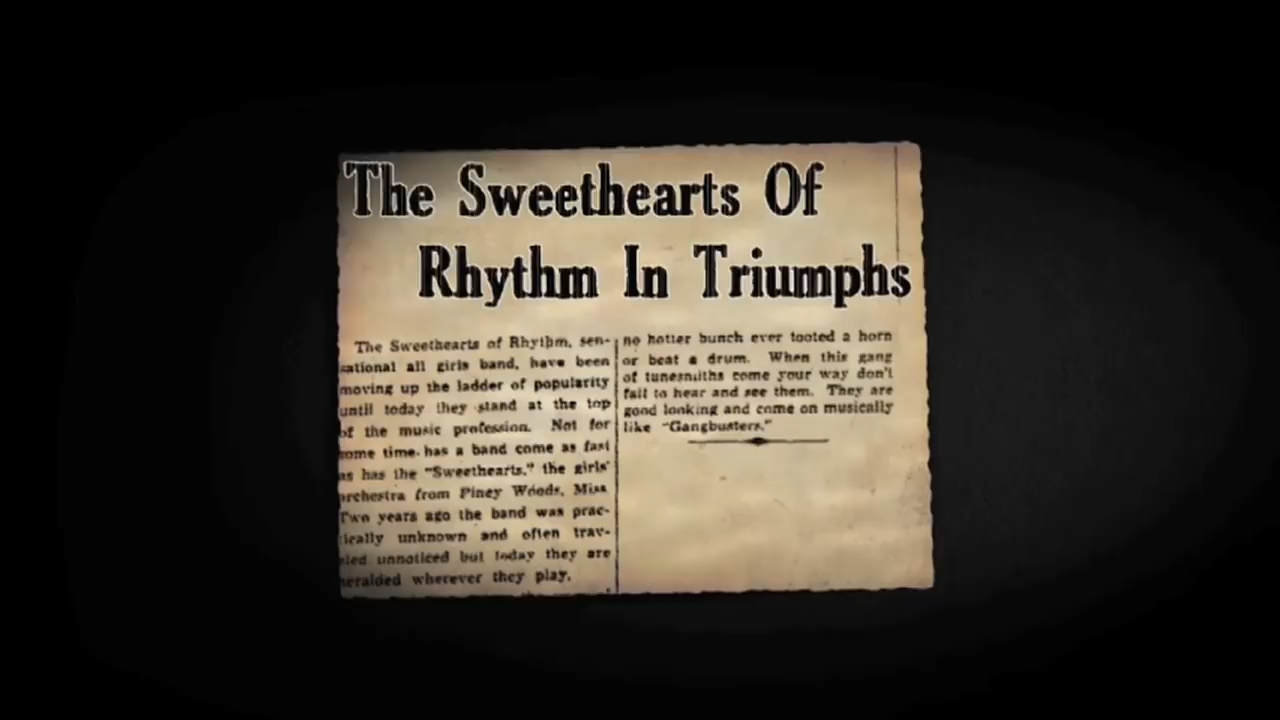 The Sweethearts Of
Rhythm In Triumphs
The Sweethearts of Rhythm, sen-
sational all girls band, have been
moving up the ladder of popularity
until today they stand at the top
of the music profession. Not for
some time has a band come as fast
as has the "Sweethearts," the girls'
orchestra from Piney Woods, Miss.
Two years ago the band was prac-
tically unknown and often trav-
eled unnoticed but today they are
heralded wherever they play,
no hotter bunch ever tooted a horn
or beat a drum. When this gang
of tunesmiths come your way don't
fail to hear and see them. They are
good looking and come on musically
like "Gangbusters."